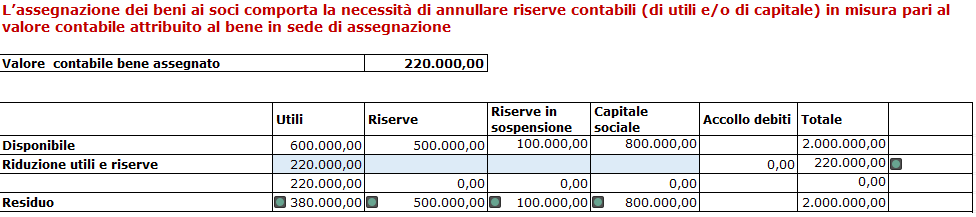 L’assegnazione dei beni ai soci comporta la necessità di annullare riserve contabili (di utili e/o di capitale) in misura pari al
valore contabile attribuito al bene in sede di assegnazione
Valore contabile bene assegnato 220.000,00
Utili Riserve Riserve in sospensione Capitale sociale Accollo debiti Totale
Disponibile 600.000,00 500.000,00 100.000,00 800.000,00 2.000.000,00
Riduzione utili e riserve 220.000,00 0,00 220.000,00
220.000,00 0,00 0,00 0,00 0,00
Residuo 380.000,00 500.000,00 100.000,00 800.000,00 2.000.000,00